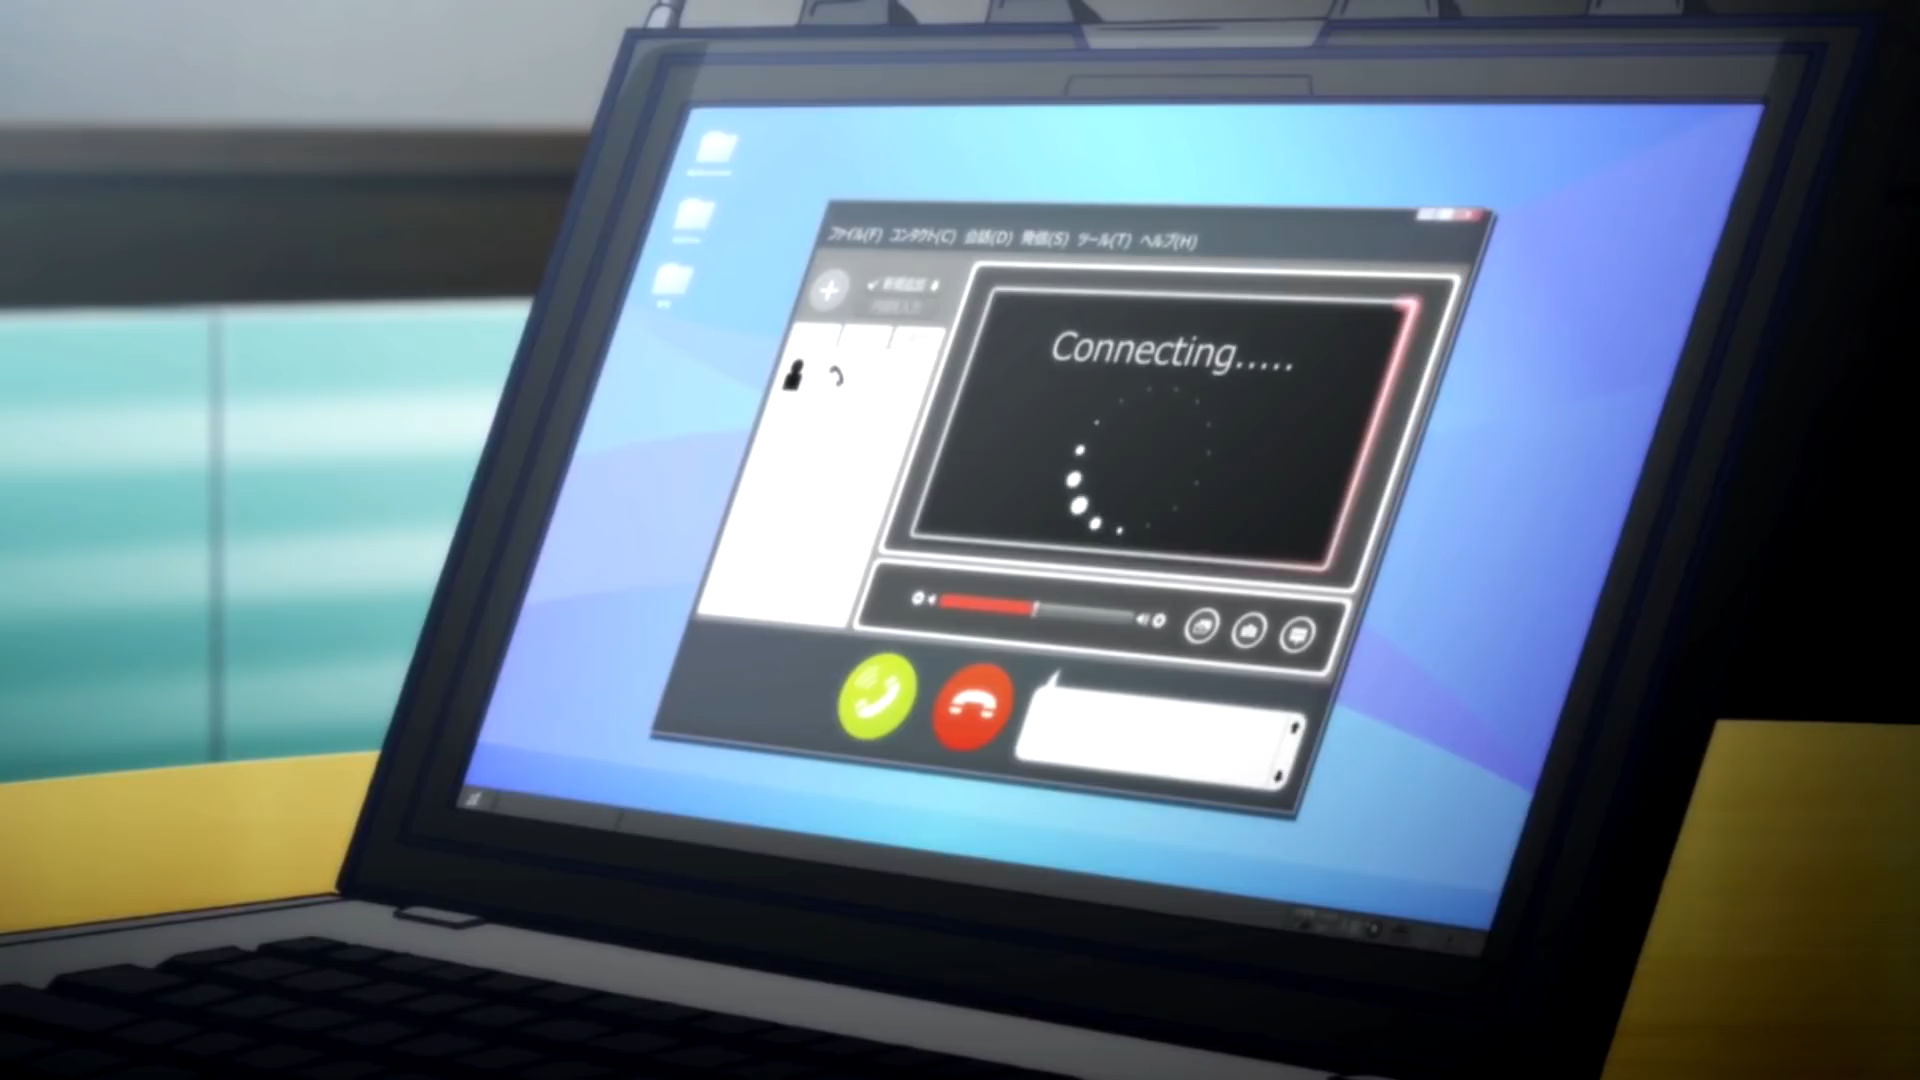 ファイル(F) コンタクト(C) 会話(D) 発信(S) ツール(T) ヘルプ(H)
Connecting.....